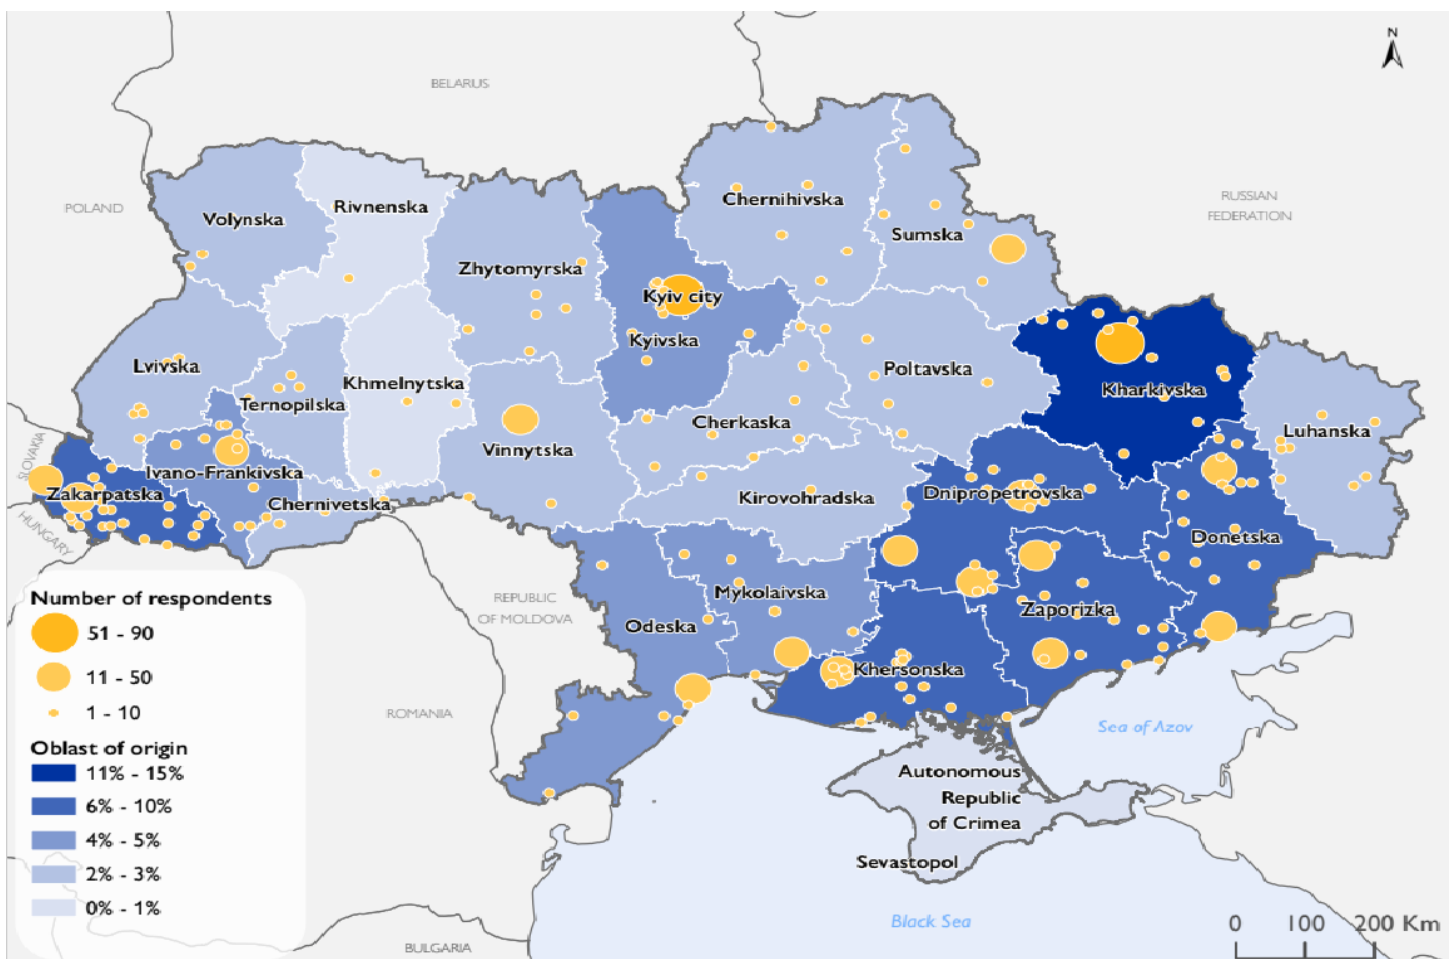 N
BELARUS
POLAND
RUSSIAN
FEDERATION
Volynska
Rivnenska
Chernihivska
Sumska
Zhytomyrska
Kyiv city
Kyivska
Lvivska
Khmelnytska
Ternopilska
Poltavska
Kharkivska
Cherkaska
Luhanska
Vinnytska
SLOVAKIA
Ivano-Frankivska
Zakarpatska
Chernivetska
Kirovohradska
Dnipropetrovska
Donetska
HUNGARY
REPUBLIC
OF MOLDOVA
Mykolaivska
Zaporizka
Odeska
Khersonska
ROMANIA
Sea of Azov
Autonomous
Republic
of Crimea
Sevastopol
Black Sea
BULGARIA
Number of respondents
51 - 90
11 - 50
1 - 10
Oblast of origin
11% - 15%
6% - 10%
4% - 5%
2% - 3%
0% - 1%
0 100 200 Km